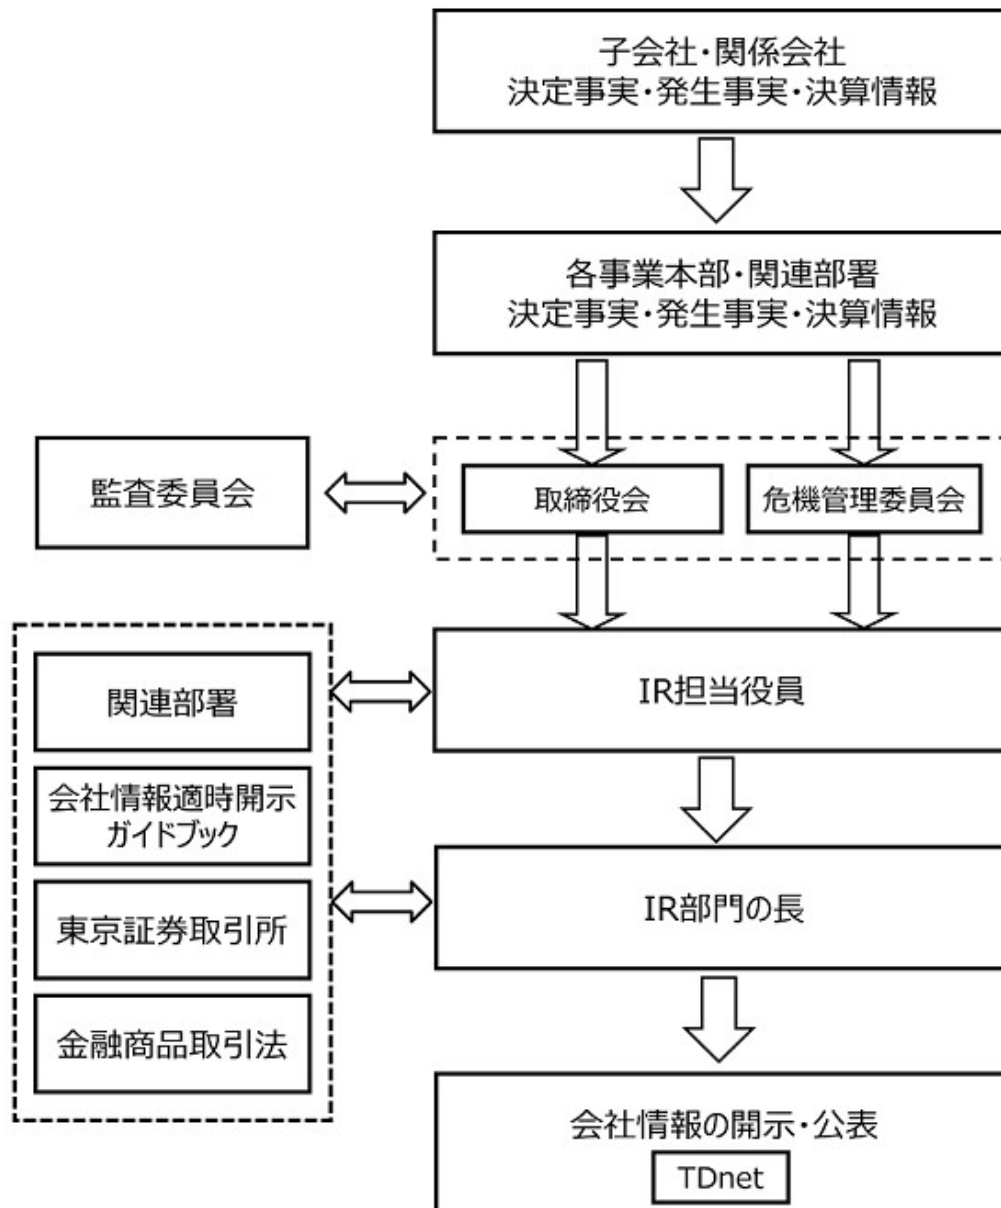 子会社・関係会社
決定事実・発生事実・決算情報
各事業本部・関連部署
決定事実・発生事実・決算情報
監査委員会
取締役会
危機管理委員会
関連部署
IR担当役員
会社情報適時開示
ガイドブック
IR部門の長
東京証券取引所
金融商品取引法
会社情報の開示・公表
TDnet